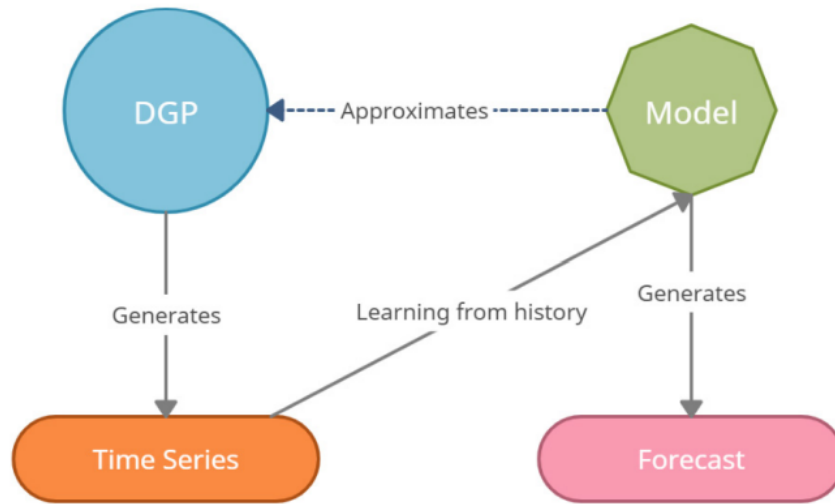 DGP
Approximates
Model
Generates
Learning from history
Generates
Time Series
Forecast